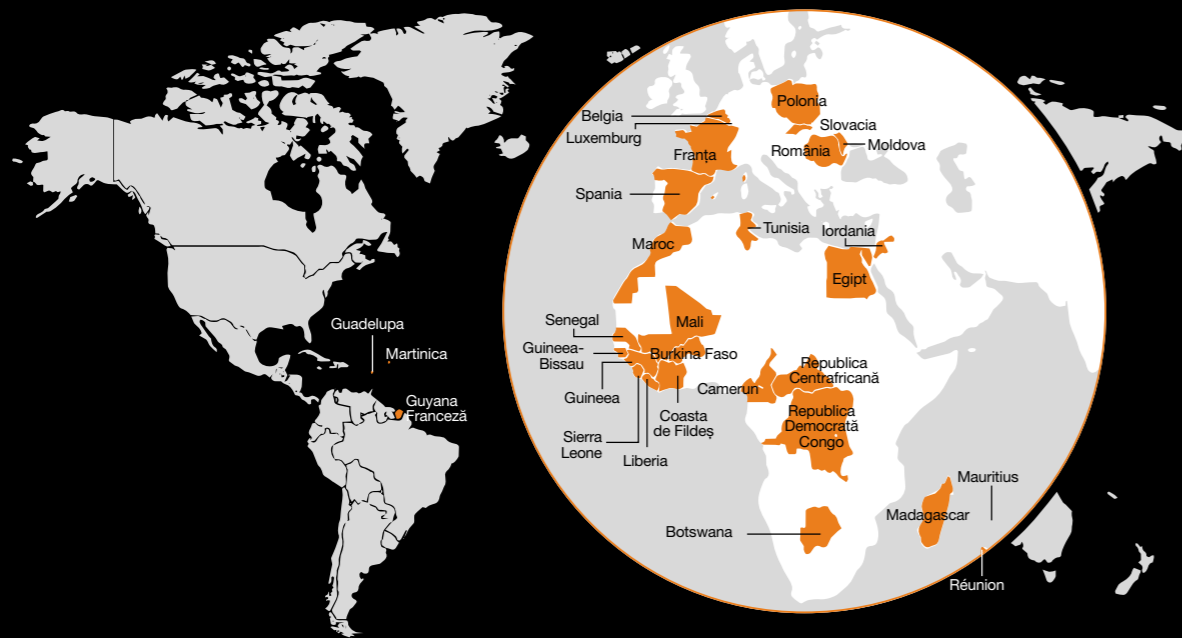 Guadelupa
Martinica
Guyana
Franceză
Polonia
Belgia
Luxemburg
Slovacia
Moldova
România
Franța
Spania
Tunisia
Iordania
Maroc
Egipt
Senegal
Mali
Guineea-
Bissau
Burkina Faso
Guineea
Camerun
Republica
Centrafricană
Coasta
de Fildeș
Republica
Democrată
Congo
Sierra
Leone
Liberia
Mauritius
Madagascar
Botswana
Réunion